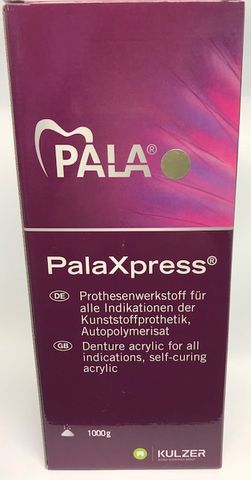 PALA®
PalaXpress®
DE Prothesenwerkstoff für
alle Indikationen der
Kunststoffprothetik,
Autopolymerisat
GB Denture acrylic for all
indications, self-curing
acrylic
1000g
KULZER